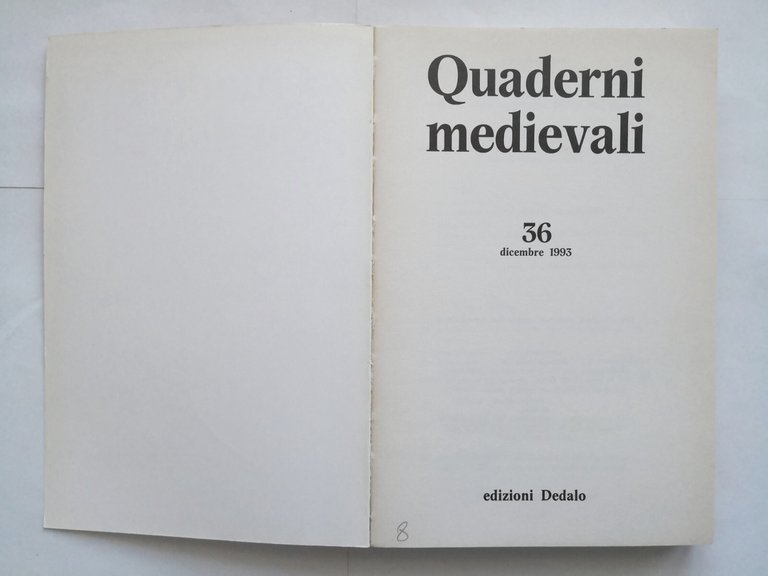 Quaderni
medievali
36
dicembre 1993
edizioni Dedalo
8